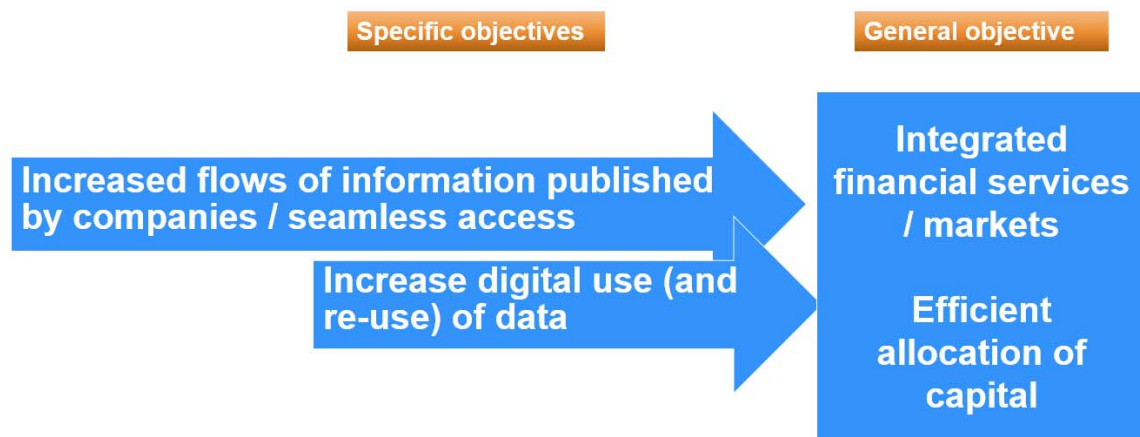 Specific objectives
General objective
Increased flows of information published
by companies / seamless access
Increase digital use (and
re-use) of data
Integrated
financial services
/ markets
Efficient
allocation of
capital